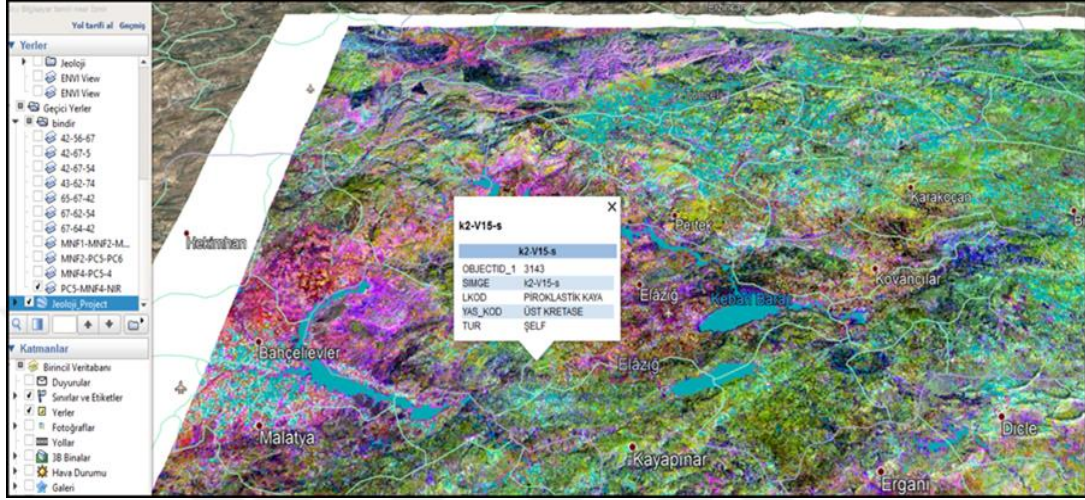 Yol tarifi al Geçmiş
Yerler
Jeoloji
ENVI View
ENVI View
Geçici Yerler
bindir
42-56-67
42-67-5
42-67-54
43-62-74
65-67-42
67-62-54
67-64-42
MNF1-MNF2-M...
MNF2-PC5-PC6
MNF4-PC5-4
PC5-MNF4-NIR
Jeoloji_Project
Katmanlar
Birincil Veritabanı
Duyurular
Sınırlar ve Etiketler
Yerler
Fotoğraflar
Yollar
3B Binalar
Hava Durumu
Galeri
k2-V15-s
k2-V15-s
OBJECTID_1 3143
SIMGE k2-V15-s
LKOD PİROKLASTİK KAYA
YAS_KOD ÜST KRETASE
TUR ŞELF
Hekimhan
Pertek
Karakoçan
Kovancılar
Elazığ
Keban Barajı
Bahçelievler
Elazığ
Malatya
Kayapınar
Dicle
Ergani